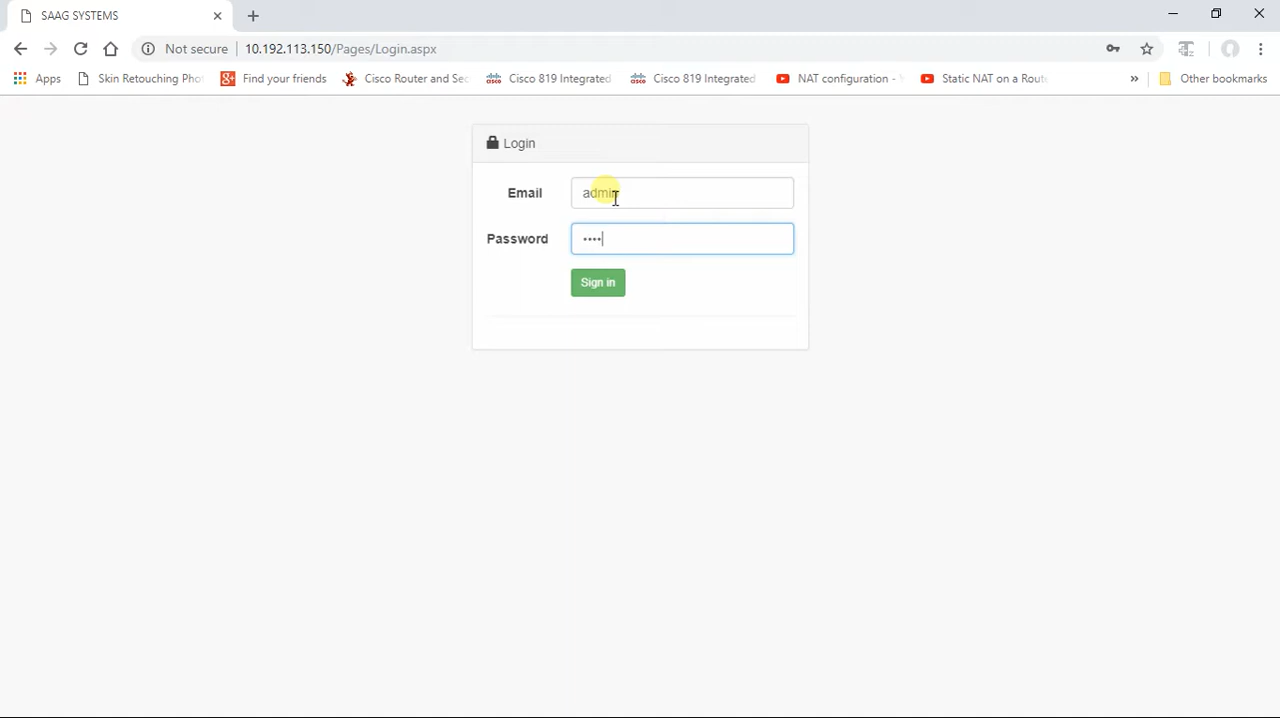 SAAG SYSTEMS
Not secure 10.192.113.150/Pages/Login.aspx
Apps Skin Retouching Pho Find your friends Cisco Router and Sec Cisco 819 Integrated Cisco 819 Integrated NAT configuration - Static NAT on a Route » Other bookmarks
Login
Email admin
Password ••••
Sign in